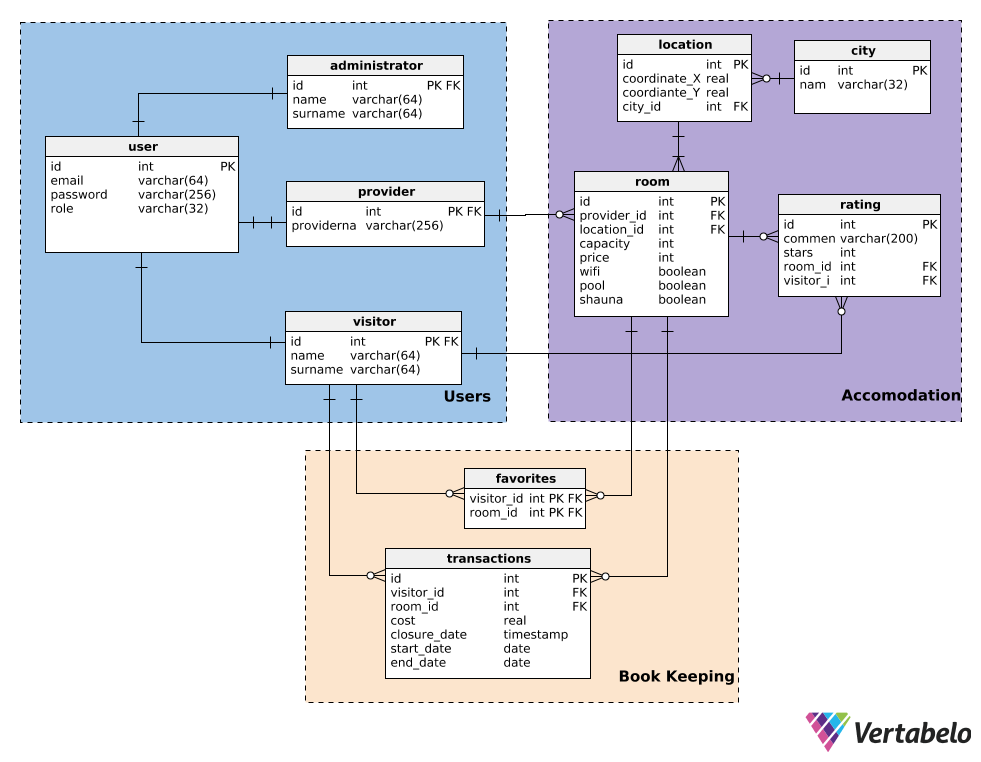 administrator
id int PK FK
name varchar(64)
surname varchar(64)
user
id int PK
email varchar(64)
password varchar(256)
role varchar(32)
provider
id int PK FK
providerna varchar(256)
visitor
id int PK FK
name varchar(64)
surname varchar(64)
Users
location
id int PK
coordinate_X real
coordiante_Y real
city_id int FK
city
id int PK
nam varchar(32)
room
id int PK
provider_id int FK
location_id int FK
capacity int
price int
wifi boolean
pool boolean
shauna boolean
rating
id int PK
commen varchar(200)
stars int
room_id int FK
visitor_i int FK
Accomodation
favorites
visitor_id int PK FK
room_id int PK FK
transactions
id int PK
visitor_id int FK
room_id int FK
cost real
closure_date timestamp
start_date date
end_date date
Book Keeping
Vertabelo